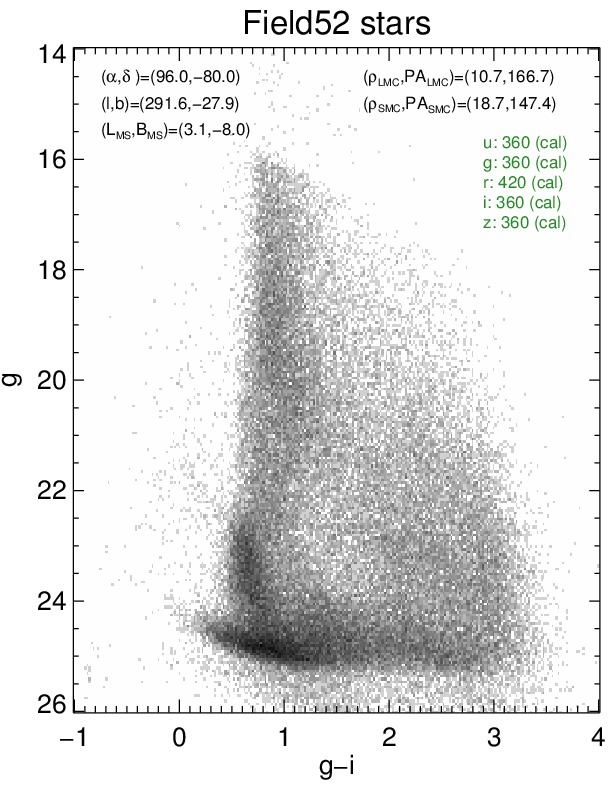 Field52 stars
(α,δ )=(96.0,−80.0)
(ρLMC,PALMC)=(10.7,166.7)
(l,b)=(291.6,−27.9)
(ρSMC,PASMC)=(18.7,147.4)
(LMS,BMS)=(3.1,−8.0)
u: 360 (cal)
g: 360 (cal)
r: 420 (cal)
i: 360 (cal)
z: 360 (cal)
14
16
18
20
22
24
26
g
−1 0 1 2 3 4
g−i